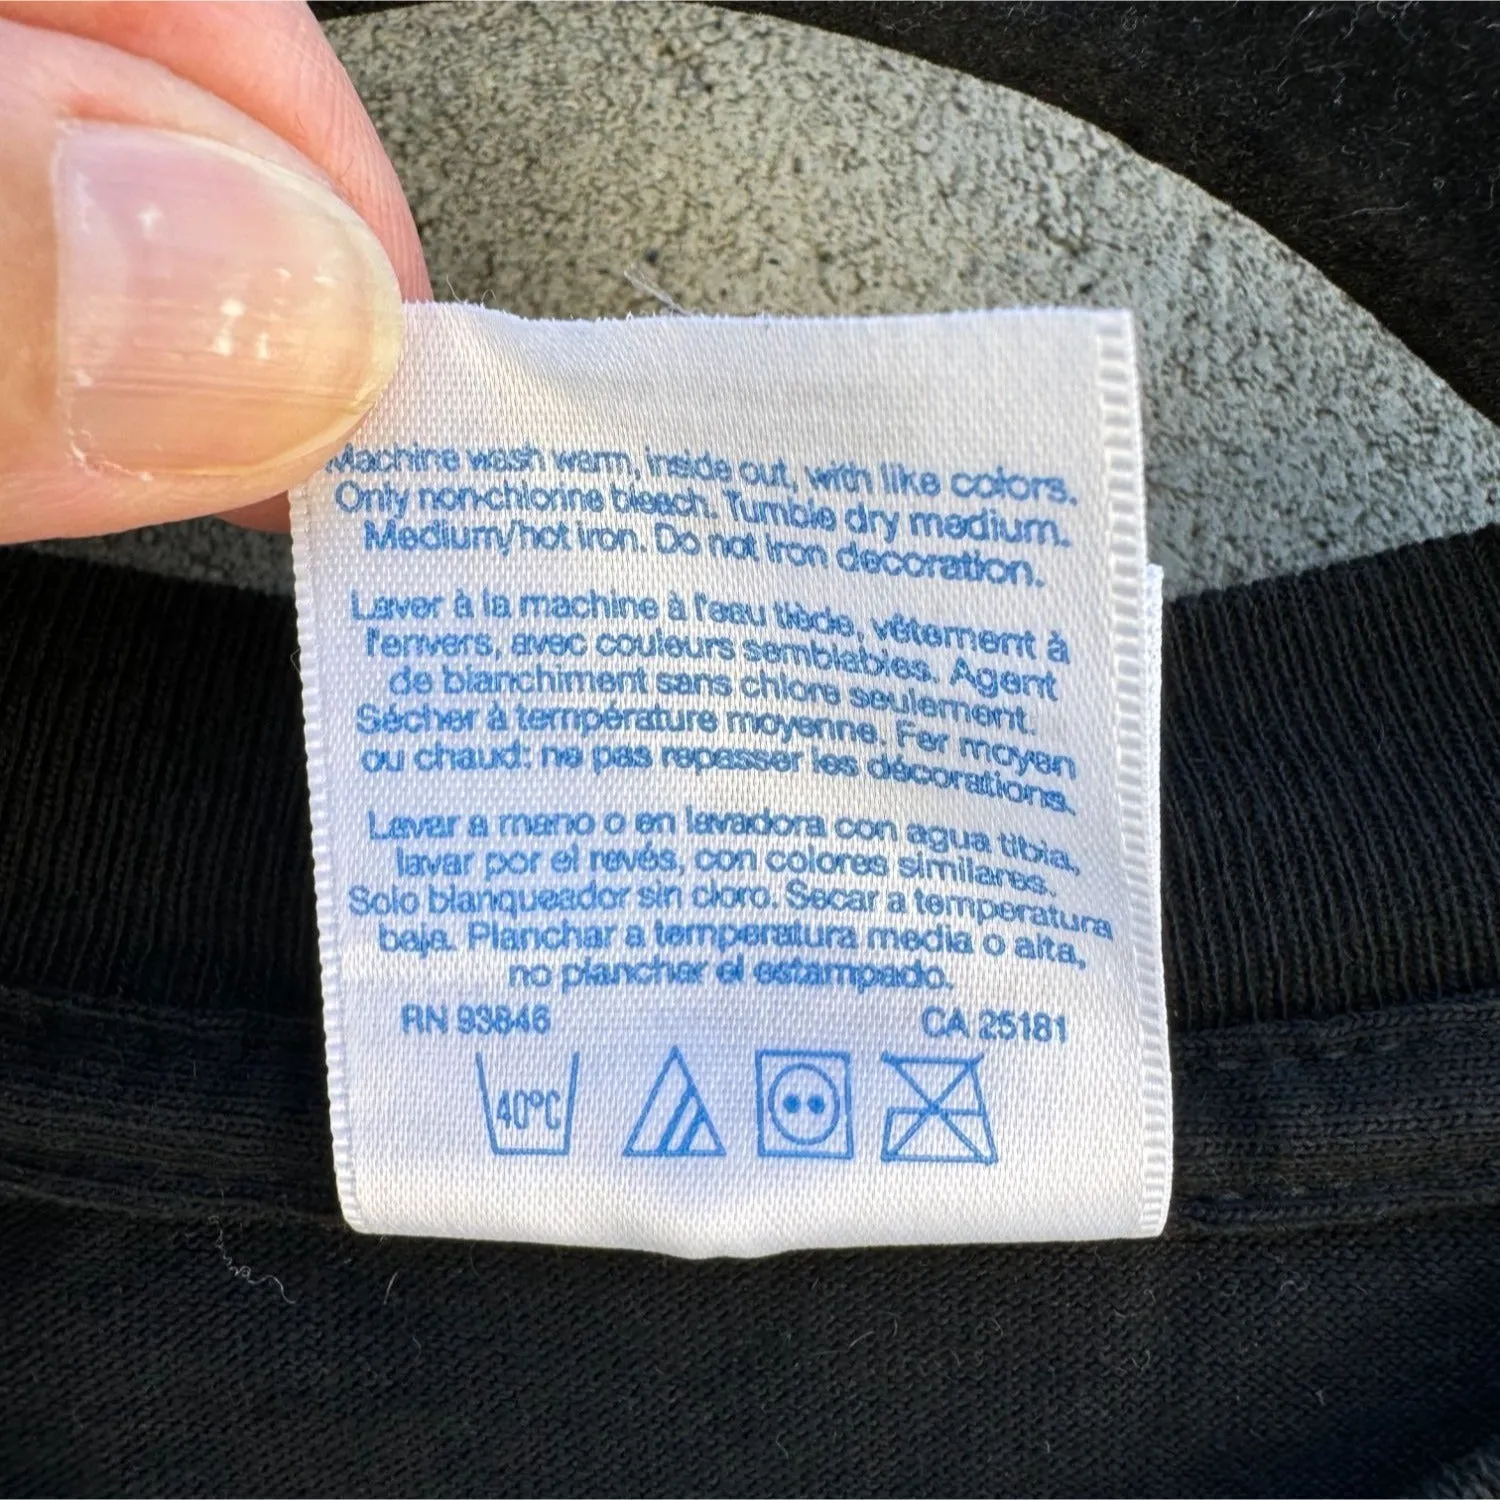 Machine wash warm, inside out, with like colors.
Only non-chlorine bleach. Tumble dry medium.
Medium/hot iron. Do not iron decoration.
Laver à la machine à l'eau tiède, vêtement à
l'envers, avec couleurs semblables. Agent
de blanchiment sans chlore seulement.
Sécher à température moyenne. Fer moyen
ou chaud: ne pas repasser les décorations.
Lavar a mano o en lavadora con agua tibia,
lavar por el revés, con colores similares.
Solo blanqueador sin cloro. Secar a temperatura
baja. Planchar a temperatura media o alta,
no planchar el estampado.
RN 93846 CA 25181
40°C